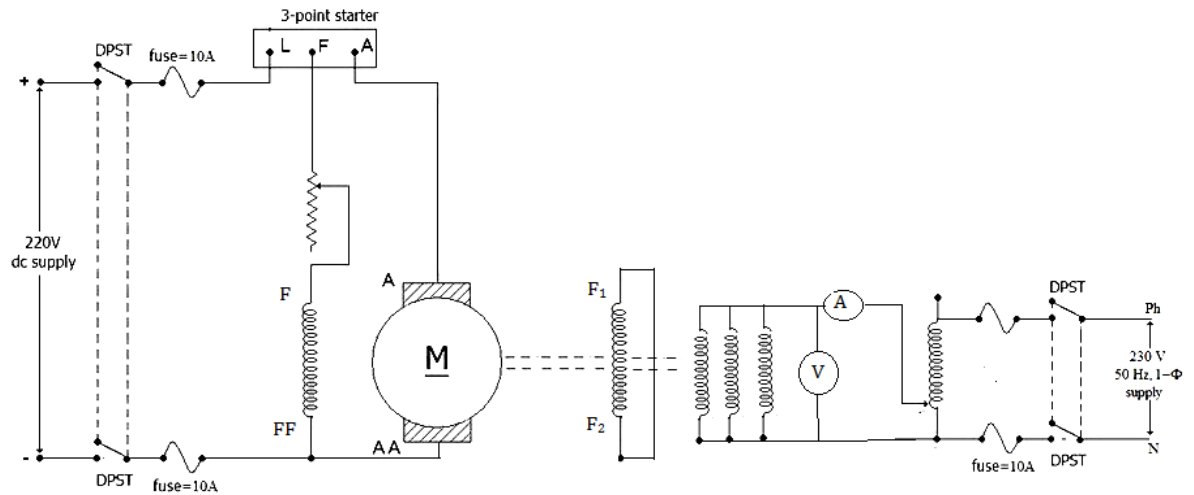 3-point starter
L F A
DPST
fuse=10A
+
220V
dc supply
-
DPST
fuse=10A
F
FF
A
M
AA
F1
F2
A
V
DPST
Ph
230 V
50 Hz, 1-Φ
supply
N
fuse=10A
DPST